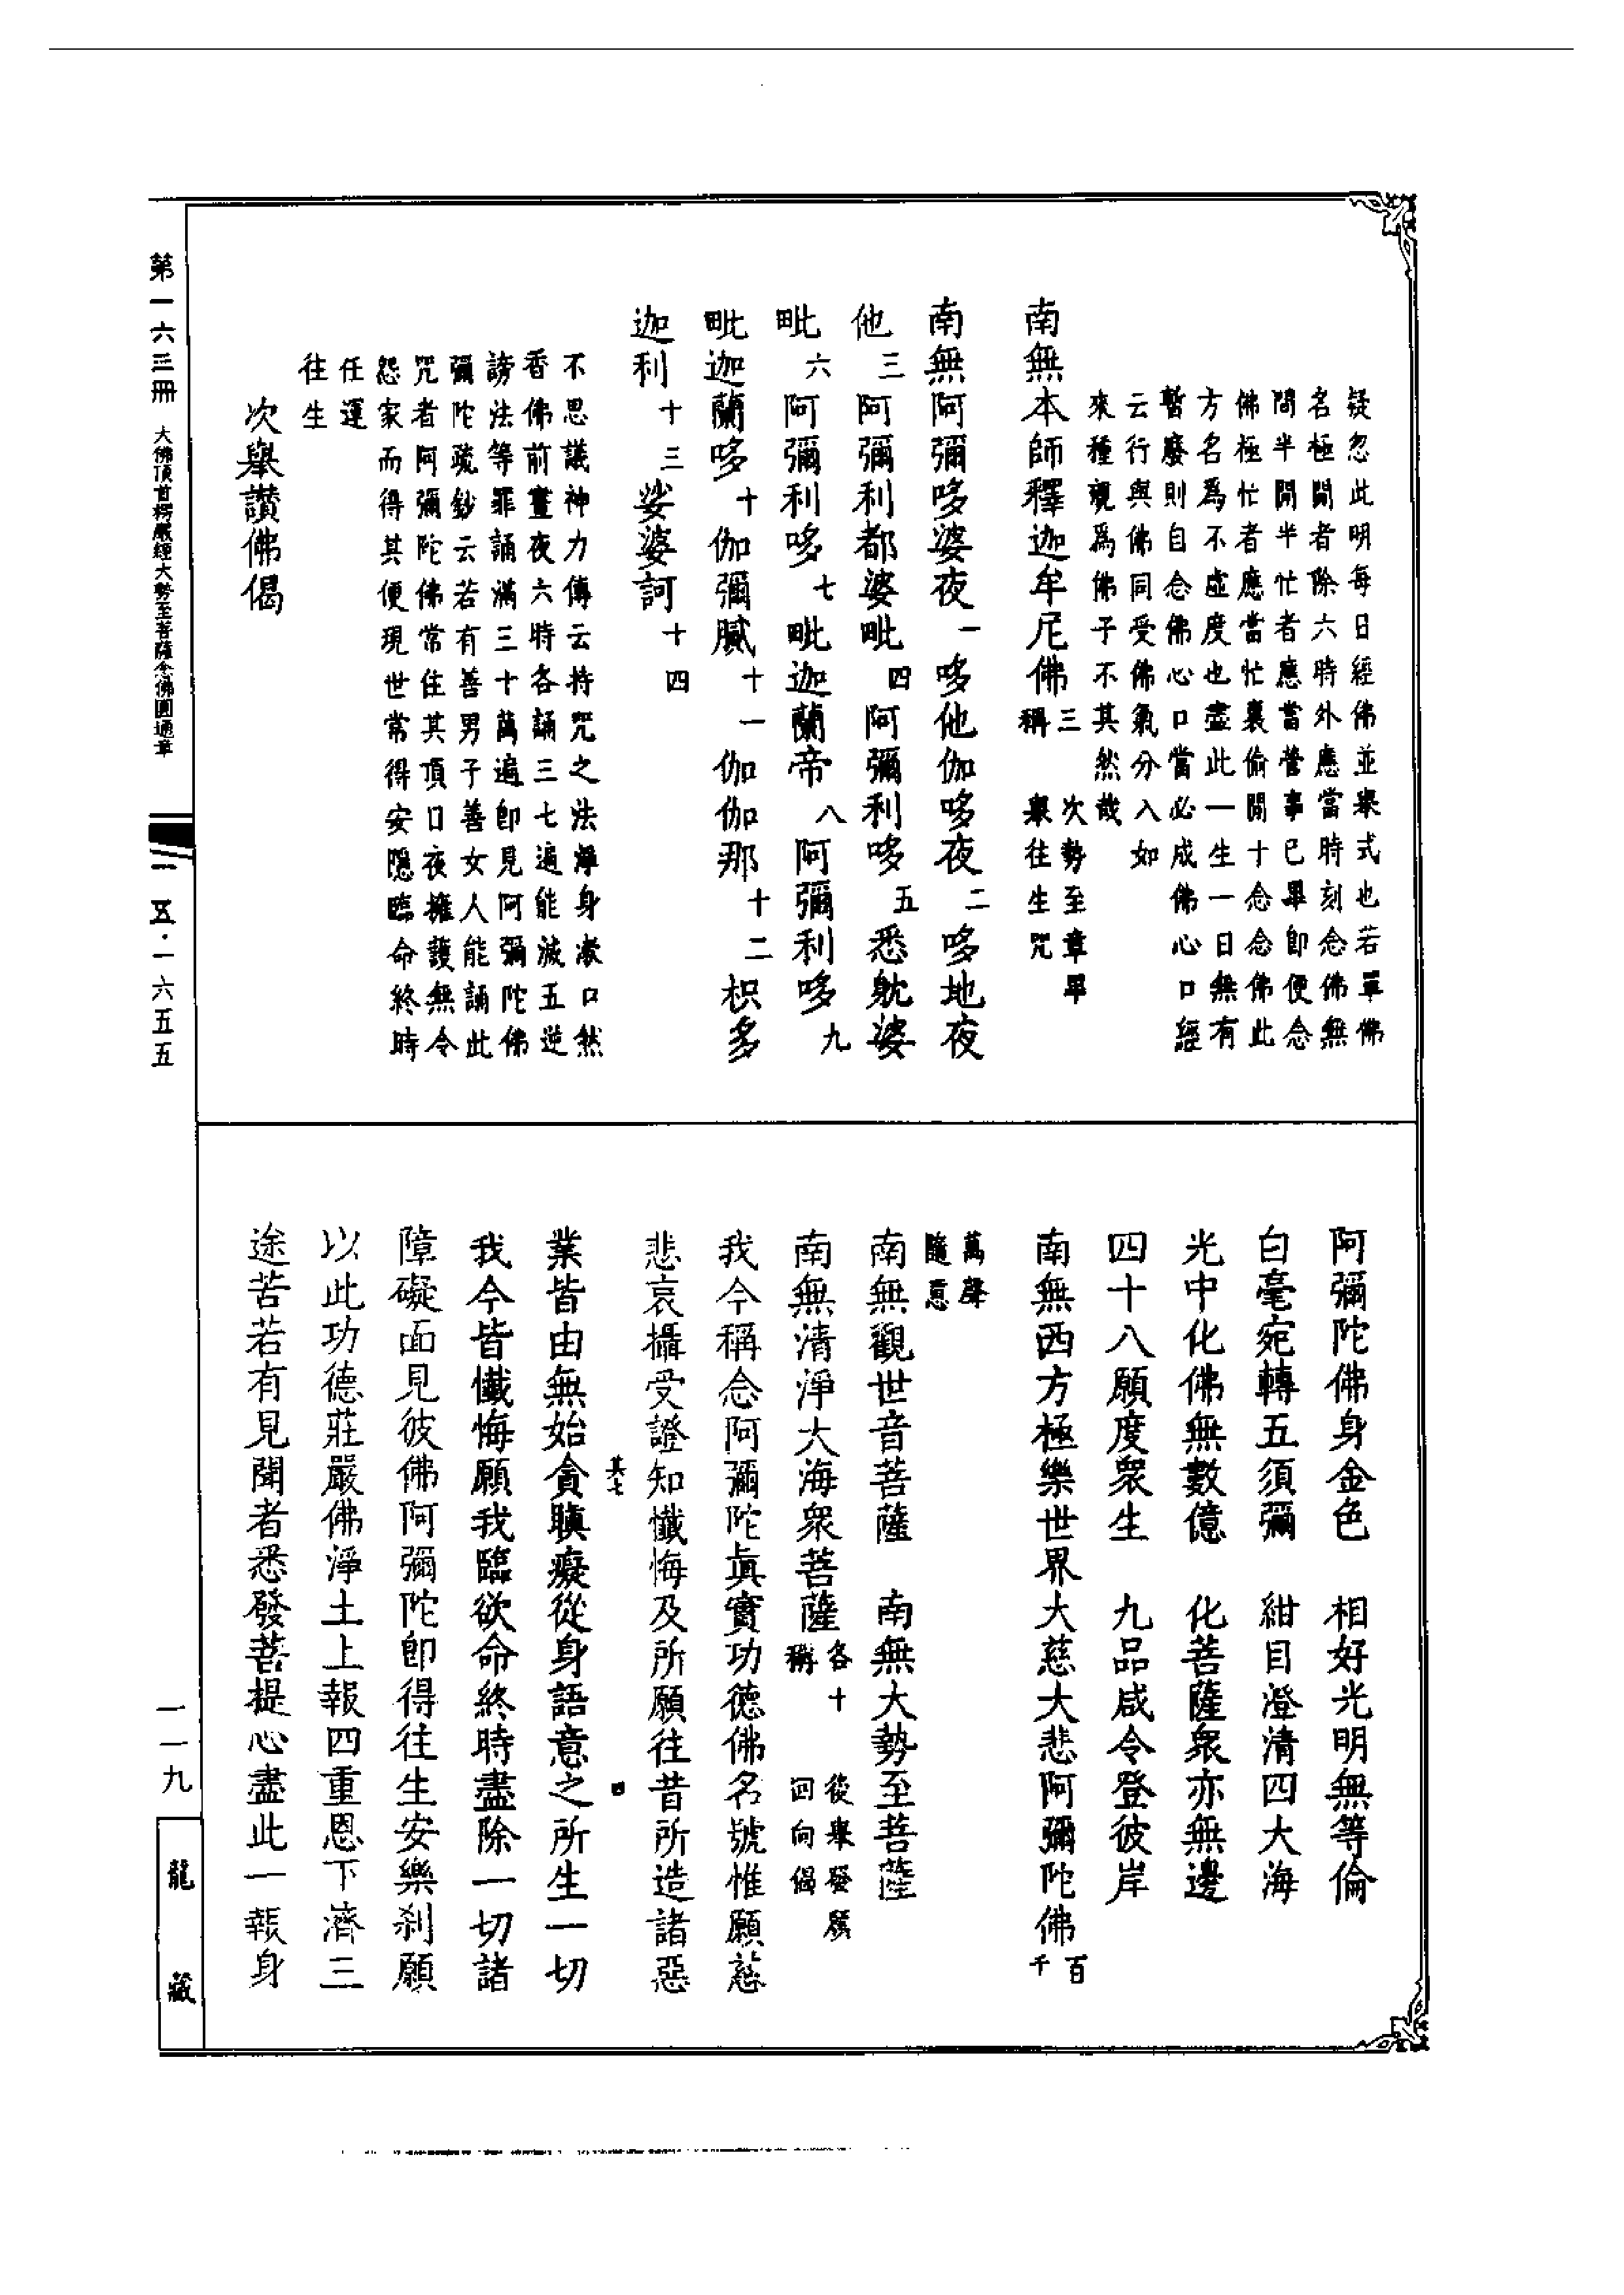 疑忽此明每日經佛並舉式也若單佛
名極閒者除六時外應當時刻念佛無
間半閒半忙者應當營事已畢即便念
佛極忙者應當忙裏偷閒十念念佛此
方名爲不虛度也盡此一生一日無有
暫廢則自念佛心口當必成佛心口經
云行與佛同受佛氣分入如
來種覯爲佛子不其然哉
南無本師釋迦牟尼佛三稱 次勢至章畢舉往生咒
南無阿彌哆婆夜一哆他伽哆夜二哆地夜
他三阿彌利都婆毗四阿彌利哆五悉躭婆
毗六阿彌利哆七毗迦蘭帝八阿彌利哆九
毗迦蘭哆十伽彌膩十一伽伽那十二枳多
迦利十三娑婆訶十四
不思議神力傳云持咒之法淨身漱口然
香佛前晝夜六時各誦三七遍能滅五逆
謗法等罪誦滿三十萬遍即見阿彌陀佛
彌陀疏鈔云若有善男子善女人能誦此
咒者阿彌陀佛常住其頂日夜擁護無令
怨家而得其便現世常得安隱臨命終時
任運
往生
次舉讚佛偈
第一六三冊 大佛頂首楞嚴經大勢至菩薩念佛圓通章
一五·一六五五
阿彌陀佛身金色 相好光明無等倫
白毫宛轉五須彌 紺目澄清四大海
光中化佛無數億 化菩薩衆亦無邊
四十八願度衆生 九品咸令登彼岸
南無西方極樂世界大慈大悲阿彌陀佛百千
萬聲隨意
南無觀世音菩薩 南無大勢至菩薩
南無清淨大海衆菩薩各十稱 後舉發願回向偈
我今稱念阿彌陀眞實功德佛名號惟願慈
悲哀攝受證知懺悔及所願往昔所造諸惡
其七 四
業皆由無始貪瞋癡從身語意之所生一切
我今皆懺悔願我臨欲命終時盡除一切諸
障礙面見彼佛阿彌陀即得往生安樂刹願
以此功德莊嚴佛淨土上報四重恩下濟三
途苦若有見聞者悉發菩提心盡此一報身
一一九
龍藏